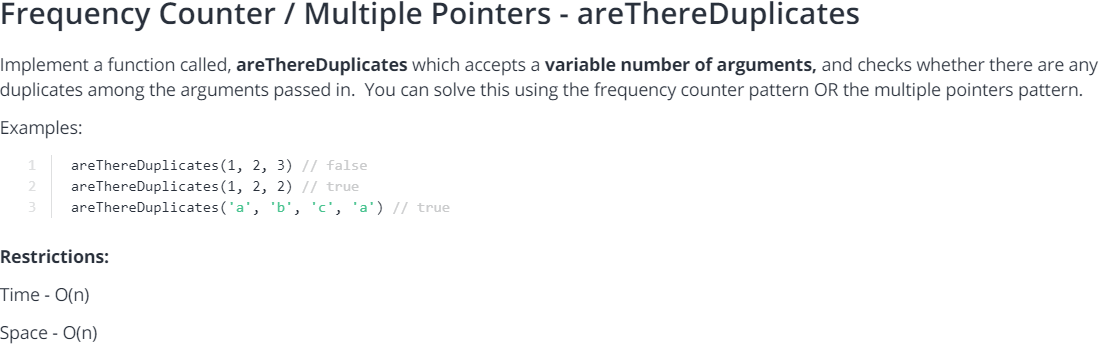 Frequency Counter / Multiple Pointers - areThereDuplicates
Implement a function called, areThereDuplicates which accepts a variable number of arguments, and checks whether there are any
duplicates among the arguments passed in.  You can solve this using the frequency counter pattern OR the multiple pointers pattern.
Examples:
1 areThereDuplicates(1, 2, 3) // false
2 areThereDuplicates(1, 2, 2) // true
3 areThereDuplicates('a', 'b', 'c', 'a') // true
Restrictions:
Time - O(n)
Space - O(n)